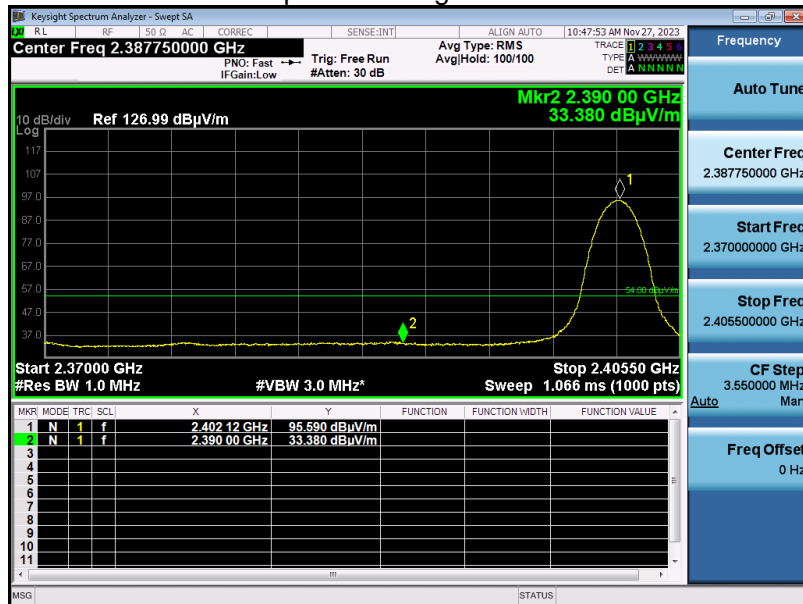 Keysight Spectrum Analyzer - Swept SA
LXI RL RF 50 Ω AC CORREC SENSE:INT ALIGN AUTO 10:47:53 AM Nov 27, 2023
Center Freq 2.387750000 GHz
PNO: Fast
IFGain:Low
Trig: Free Run
#Atten: 30 dB
Avg Type: RMS
Avg|Hold: 100/100
TRACE 1 2 3 4 5 6
TYPE A WWWWW
DET A N N N N N
Mkr2 2.390 00 GHz
33.380 dBµV/m
10 dB/div Ref 126.99 dBµV/m
Log
117
107
97.0
87.0
77.0
67.0
57.0
47.0
37.0
1
54.00 dBµV/m
2
Start 2.37000 GHz Stop 2.40550 GHz
#Res BW 1.0 MHz #VBW 3.0 MHz* Sweep 1.066 ms (1000 pts)
MKR MODE TRC SCL X Y FUNCTION FUNCTION WIDTH FUNCTION VALUE
1 N 1 f 2.402 12 GHz 95.590 dBµV/m
2 N 1 f 2.390 00 GHz 33.380 dBµV/m
3
4
5
6
7
8
9
10
11
MSG STATUS
Frequency
Auto Tune
Center Freq
2.387750000 GHz
Start Freq
2.370000000 GHz
Stop Freq
2.405500000 GHz
CF Step
3.550000 MHz
Auto Man
Freq Offset
0 Hz